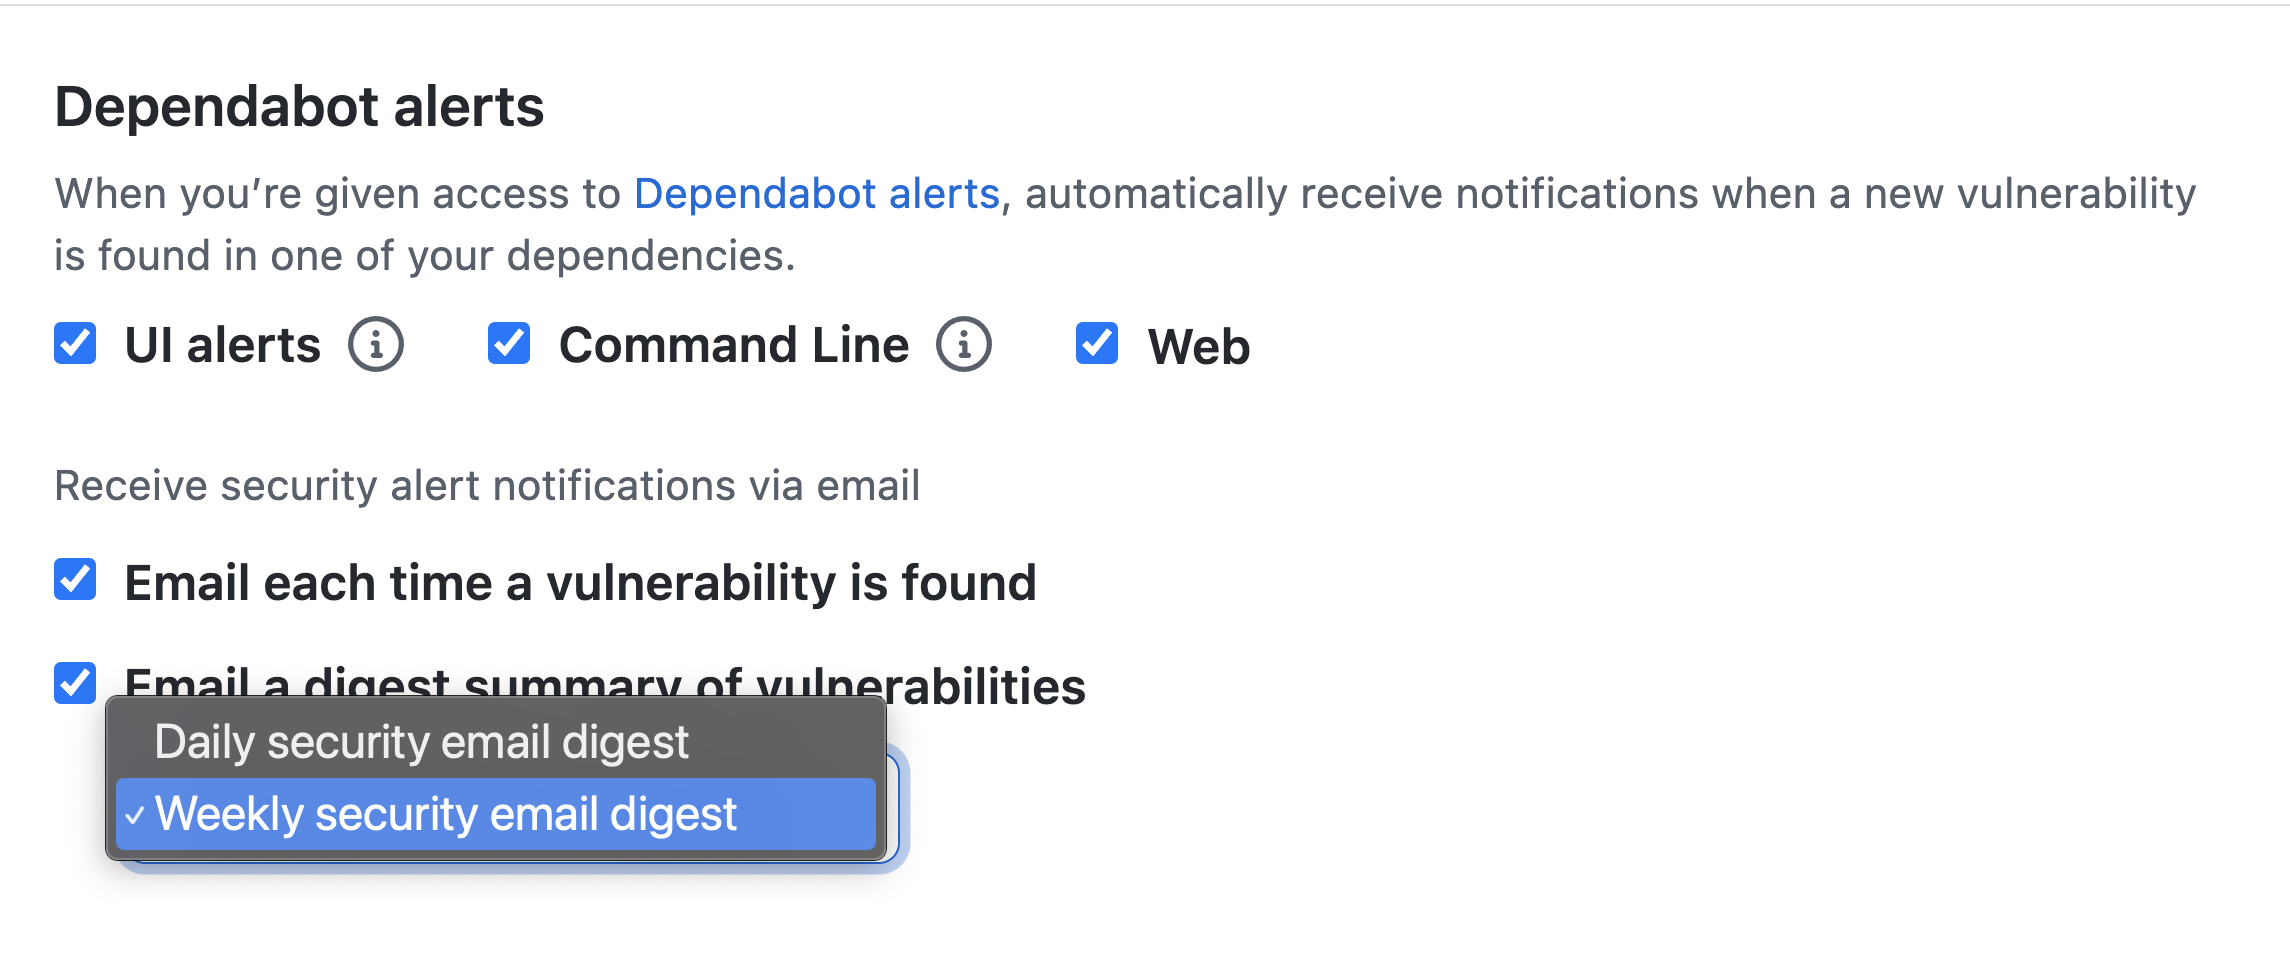 Dependabot alerts
When you’re given access to Dependabot alerts, automatically receive notifications when a new vulnerability
is found in one of your dependencies.
UI alerts Command Line Web
Receive security alert notifications via email
Email each time a vulnerability is found
Email a digest summary of vulnerabilities
Daily security email digest
✓ Weekly security email digest